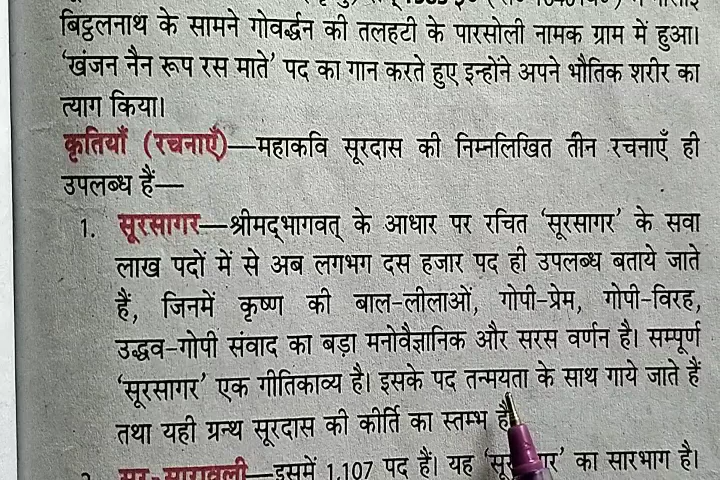 बिट्ठलनाथ के सामने गोवर्द्धन की तलहटी के पारसोली नामक ग्राम में हुआ।
'खंजन नैन रूप रस माते' पद का गान करते हुए इन्होंने अपने भौतिक शरीर का
त्याग किया।
कृतियाँ (रचनाएँ)—महाकवि सूरदास की निम्नलिखित तीन रचनाएँ ही
उपलब्ध हैं—
1. सूरसागर—श्रीमद्भागवत् के आधार पर रचित 'सूरसागर' के सवा
लाख पदों में से अब लगभग दस हजार पद ही उपलब्ध बताये जाते
हैं, जिनमें कृष्ण की बाल-लीलाओं, गोपी-प्रेम, गोपी-विरह,
उद्धव-गोपी संवाद का बड़ा मनोवैज्ञानिक और सरस वर्णन है। सम्पूर्ण
'सूरसागर' एक गीतिकाव्य है। इसके पद तन्मयता के साथ गाये जाते हैं
तथा यही ग्रन्थ सूरदास की कीर्ति का स्तम्भ है।
2. सूर-सारावली—इसमें 1,107 पद हैं। यह का सारभाग है।